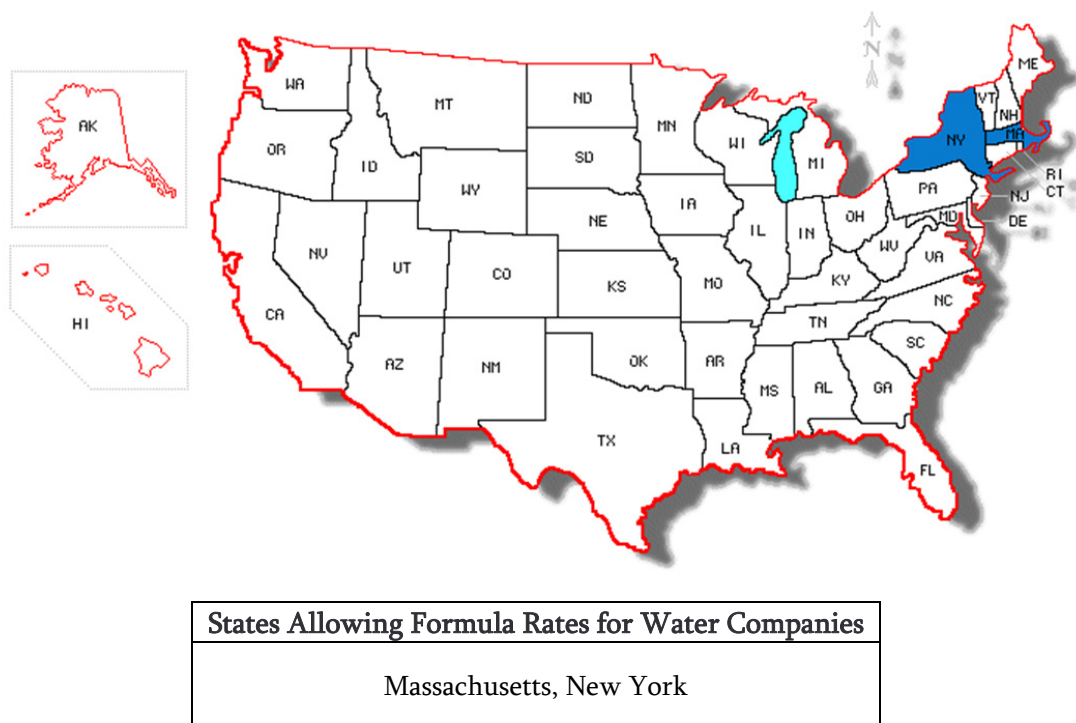 N
ME
WA
VT
NH
MT
ND
AK
MN
MA
NY
OR
WI
SD
ID
MI
RI
CT
WY
PA
NJ
IA
NE
OH
MD
DE
NV
IL
IN
WV
VA
UT
CO
KS
MO
KY
NC
CA
HI
TN
SC
AZ
NM
OK
AR
MS
AL
GA
TX
LA
FL
States Allowing Formula Rates for Water Companies
Massachusetts, New York